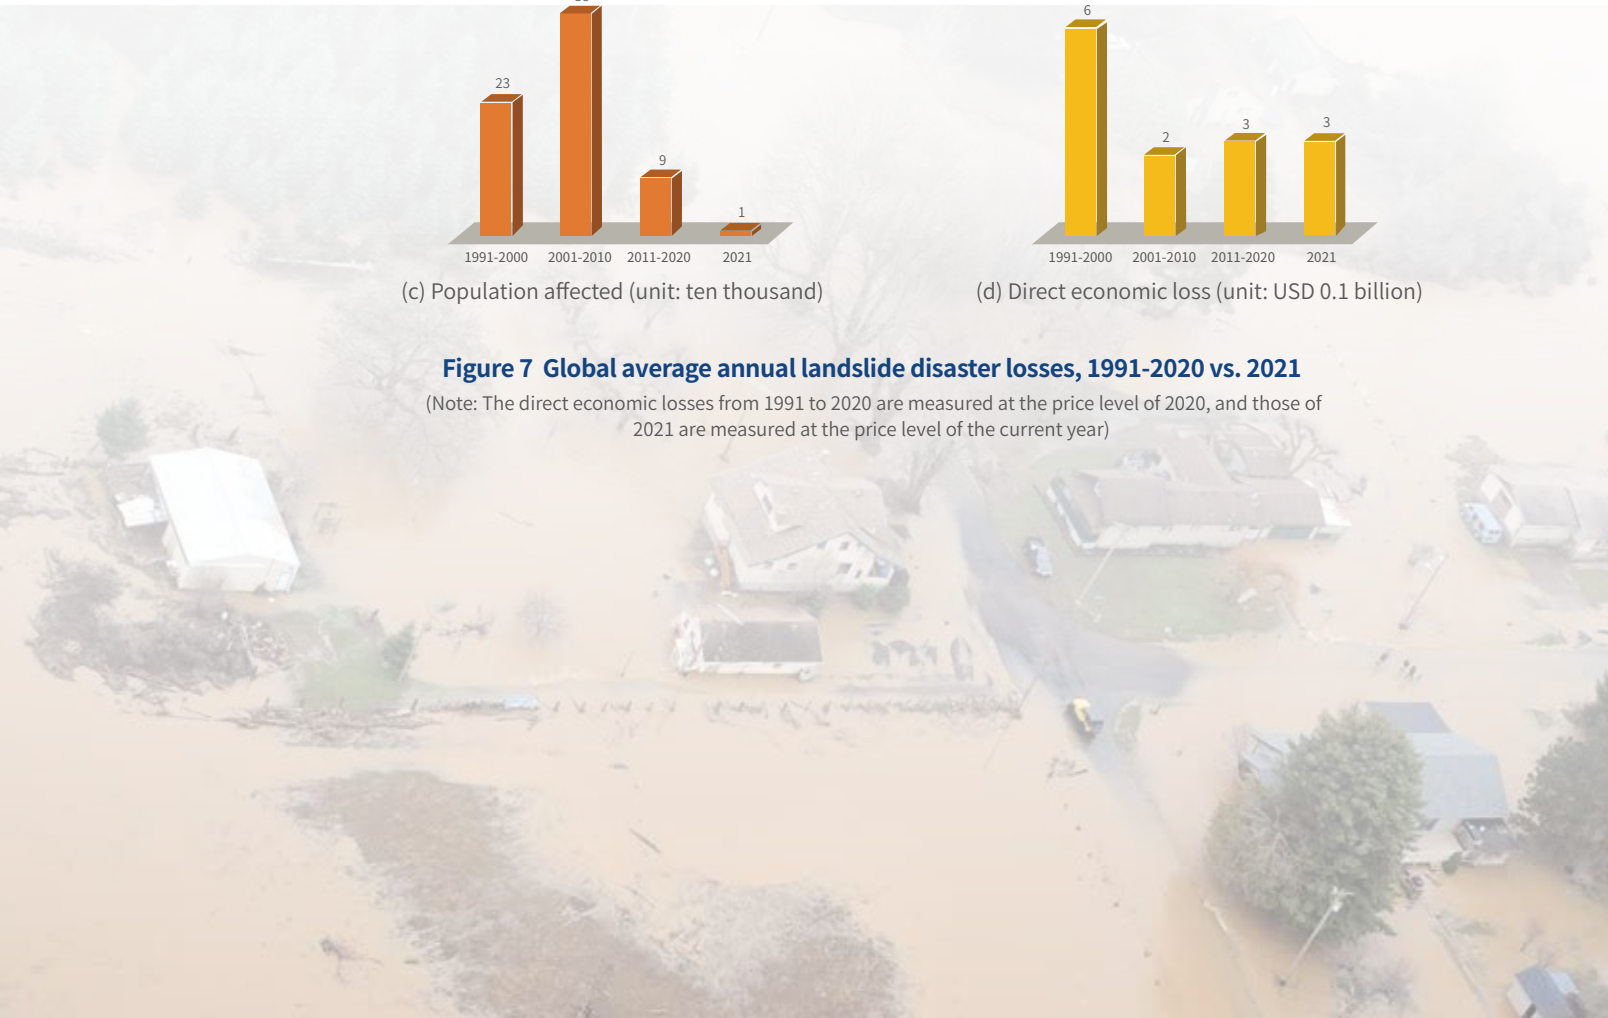 6
23
3
3
2
9
1
1991-2000 2001-2010 2011-2020 2021
1991-2000 2001-2010 2011-2020 2021
(c) Population affected (unit: ten thousand)
(d) Direct economic loss (unit: USD 0.1 billion)
Figure 7 Global average annual landslide disaster losses, 1991-2020 vs. 2021
(Note: The direct economic losses from 1991 to 2020 are measured at the price level of 2020, and those of
2021 are measured at the price level of the current year)